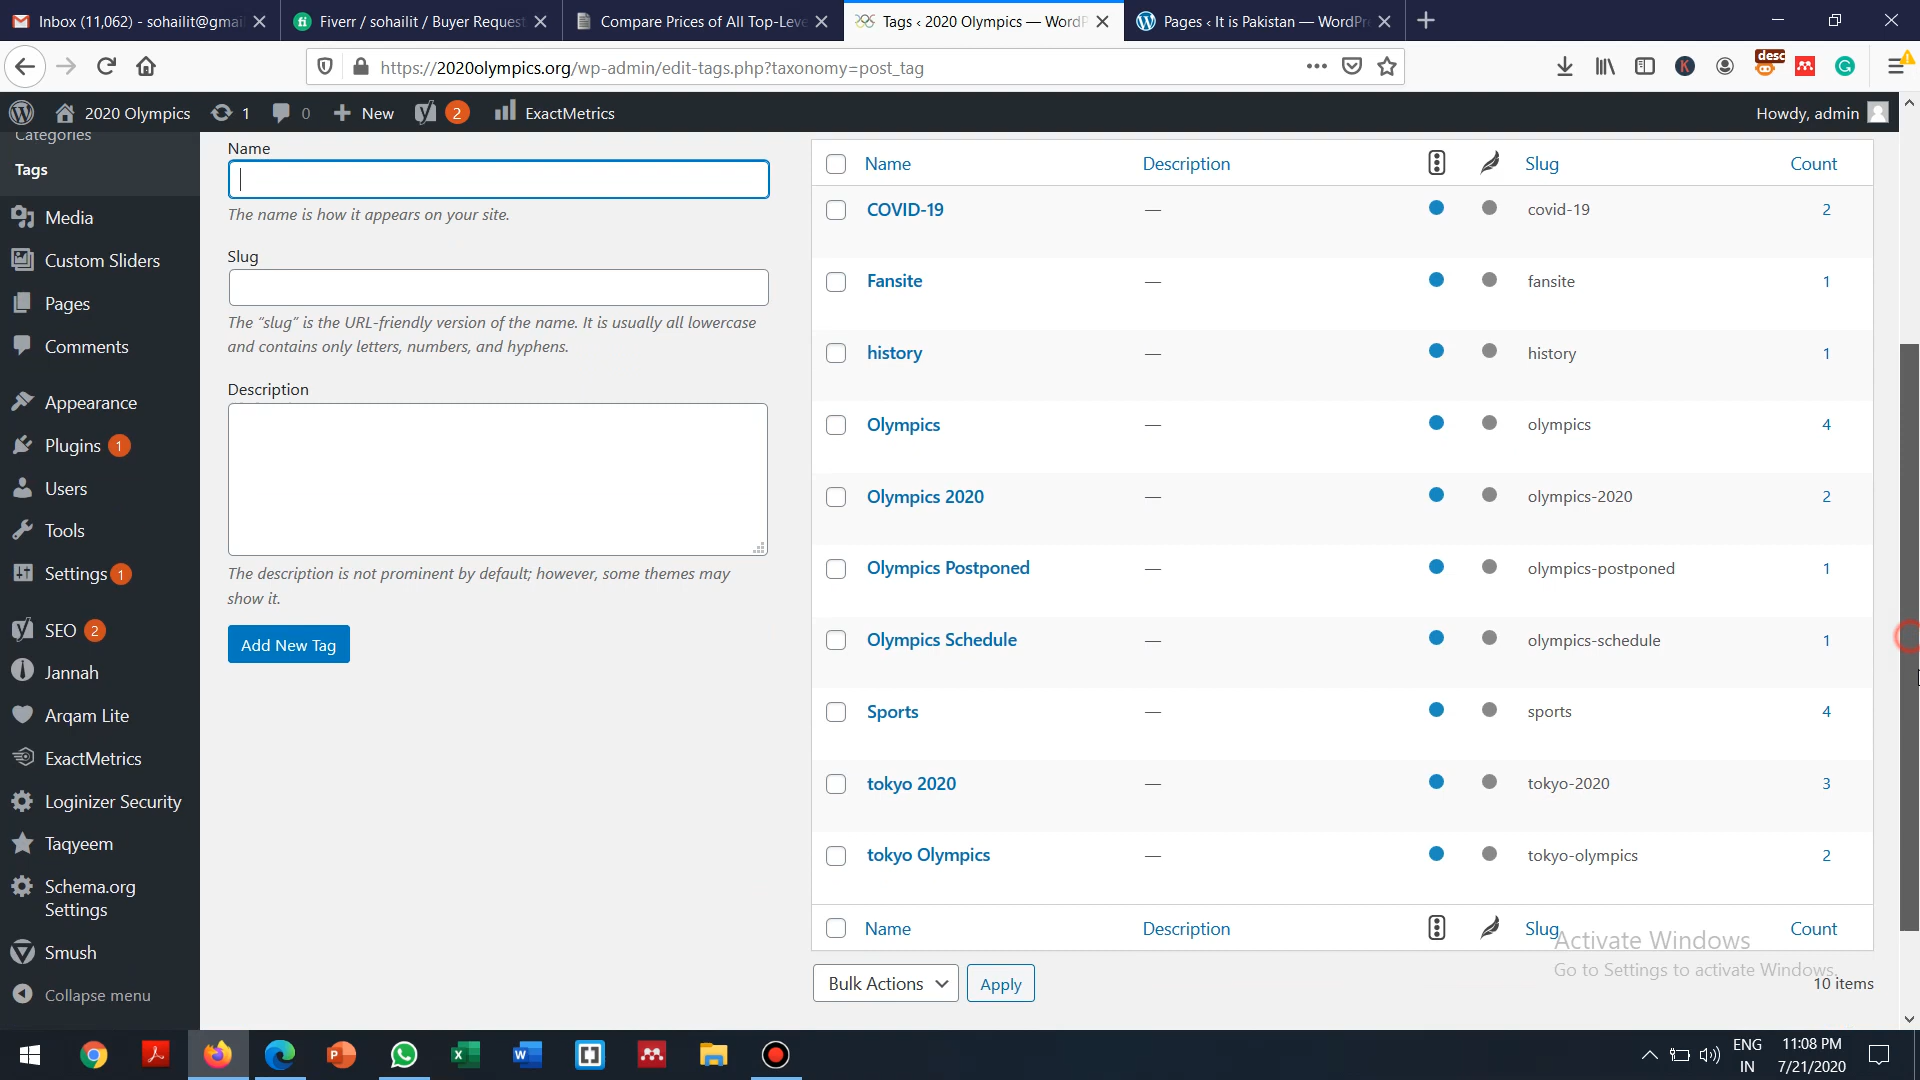 Inbox (11,062) - sohailit@gmai
Fiverr / sohailit / Buyer Request
Compare Prices of All Top-Leve
Tags ‹ 2020 Olympics — WordP
Pages ‹ It is Pakistan — WordPr
https://2020olympics.org/wp-admin/edit-tags.php?taxonomy=post_tag
desc
K
2020 Olympics
1
0
New
2
ExactMetrics
Howdy, admin
Categories
Tags
Media
Custom Sliders
Pages
Comments
Appearance
Plugins 1
Users
Tools
Settings 1
SEO 2
Jannah
Arqam Lite
ExactMetrics
Loginizer Security
Taqyeem
Schema.org
Settings
Smush
Collapse menu
Name
The name is how it appears on your site.
Slug
The “slug” is the URL-friendly version of the name. It is usually all lowercase
and contains only letters, numbers, and hyphens.
Description
The description is not prominent by default; however, some themes may
show it.
Add New Tag
Name Description Slug Count
COVID-19 — covid-19 2
Fansite — fansite 1
history — history 1
Olympics — olympics 4
Olympics 2020 — olympics-2020 2
Olympics Postponed — olympics-postponed 1
Olympics Schedule — olympics-schedule 1
Sports — sports 4
tokyo 2020 — tokyo-2020 3
tokyo Olympics — tokyo-olympics 2
Name Description Slug Count
Activate Windows
Go to Settings to activate Windows.
Bulk Actions Apply
10 items
ENG
IN
11:08 PM
7/21/2020